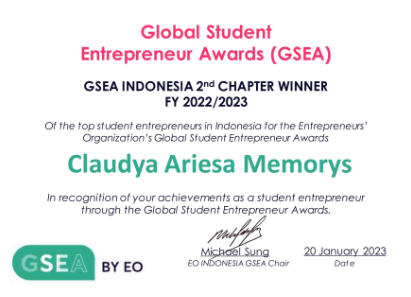 Global Student
Entrepreneur Awards (GSEA)
GSEA INDONESIA 2nd CHAPTER WINNER
FY 2022/2023
Of the top student entrepreneurs in Indonesia for the Entrepreneurs'
Organization's Global Student Entrepreneur Awards
Claudya Ariesa Memorys
In recognition of your achievements as a student entrepreneur
through the Global Student Entrepreneur Awards.
Michael Sung
EO INDONESIA GSEA Chair
20 January 2023
Date
GSEA BY EO